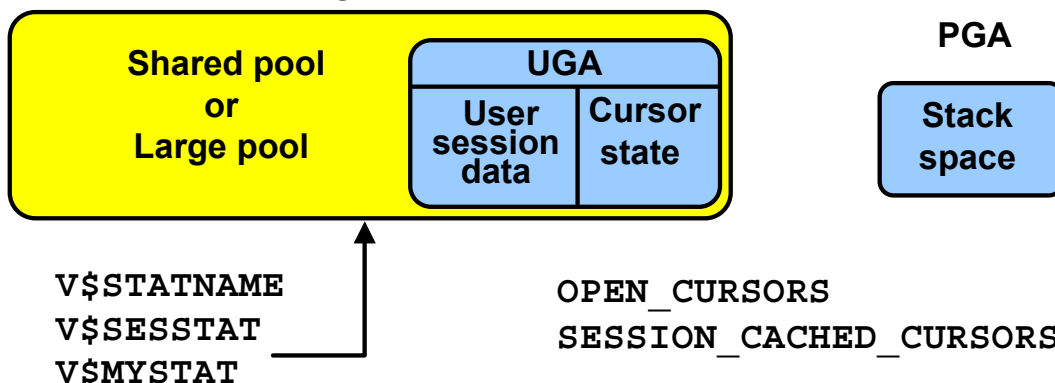 Shared pool
or
Large pool
UGA
User
session
data
Cursor
state
PGA
Stack
space
V$STATNAME
V$SESSTAT
V$MYSTAT
OPEN_CURSORS
SESSION_CACHED_CURSORS